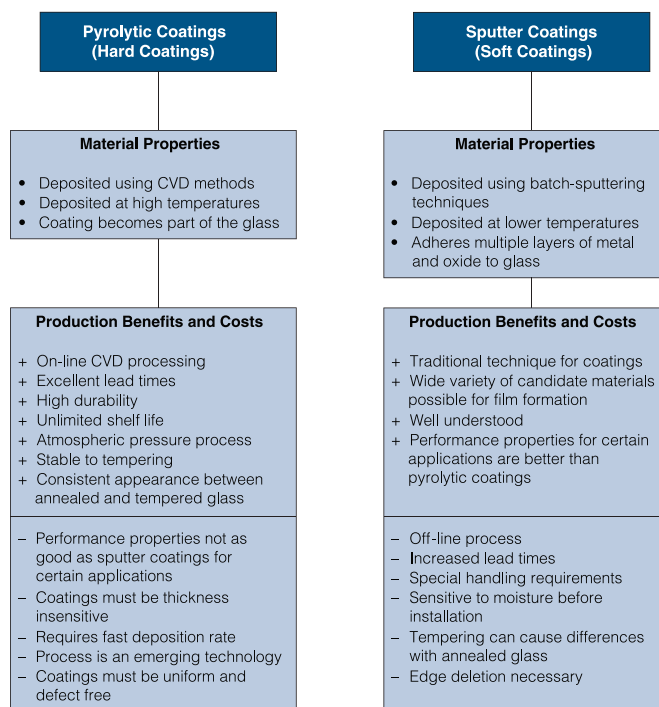 Pyrolytic Coatings
(Hard Coatings)
Material Properties
• Deposited using CVD methods
• Deposited at high temperatures
• Coating becomes part of the glass
Production Benefits and Costs
+ On-line CVD processing
+ Excellent lead times
+ High durability
+ Unlimited shelf life
+ Atmospheric pressure process
+ Stable to tempering
+ Consistent appearance between
annealed and tempered glass
– Performance properties not as
good as sputter coatings for
certain applications
– Coatings must be thickness
insensitive
– Requires fast deposition rate
– Process is an emerging technology
– Coatings must be uniform and
defect free
Sputter Coatings
(Soft Coatings)
Material Properties
• Deposited using batch-sputtering
techniques
• Deposited at lower temperatures
• Adheres multiple layers of metal
and oxide to glass
Production Benefits and Costs
+ Traditional technique for coatings
+ Wide variety of candidate materials
possible for film formation
+ Well understood
+ Performance properties for certain
applications are better than
pyrolytic coatings
– Off-line process
– Increased lead times
– Special handling requirements
– Sensitive to moisture before
installation
– Tempering can cause differences
with annealed glass
– Edge deletion necessary